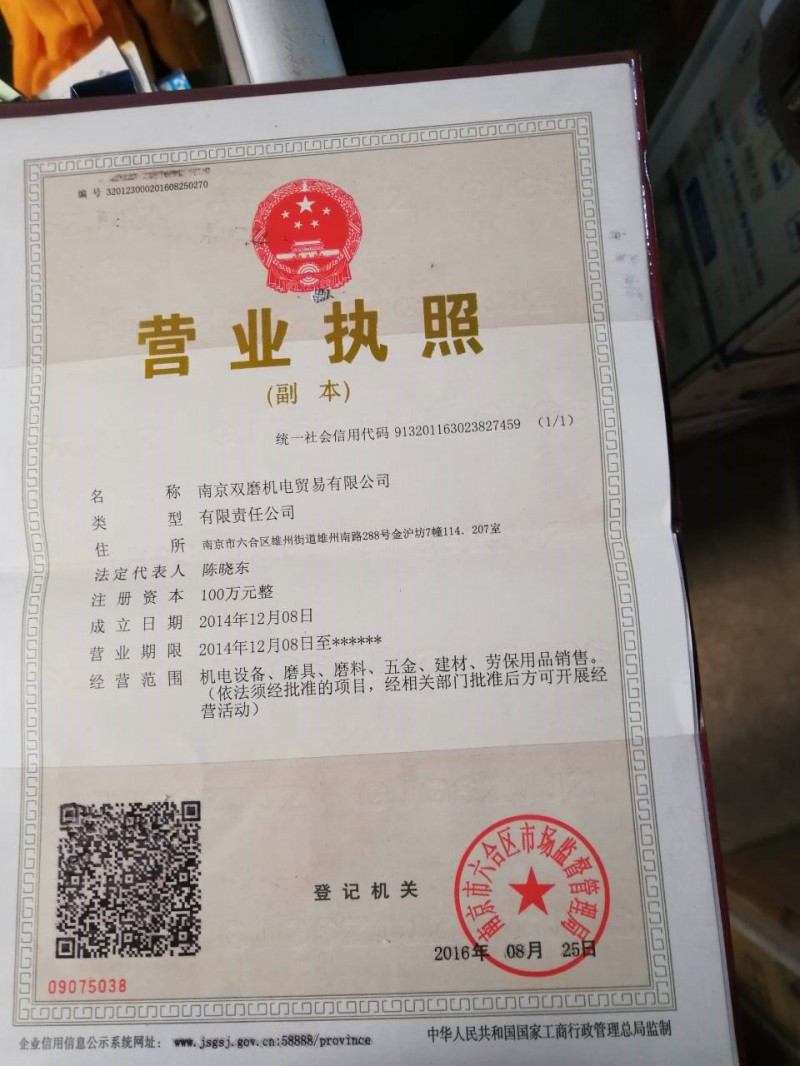 编 号 320123000201608250270
营业执照
(副 本)
统一社会信用代码 913201163023827459 (1/1)
名 称 南京双磨机电贸易有限公司
类 型 有限责任公司
住 所 南京市六合区雄州街道雄州南路288号金沪坊7幢114.207室
法定代表人 陈晓东
注册资本 100万元整
成立日期 2014年12月08日
营业期限 2014年12月08日至******
经营范围 机电设备、磨具、磨料、五金、建材、劳保用品销售。
(依法须经批准的项目，经相关部门批准后方可开展经
营活动)
登记机关
南京市六合区市场监督管理局
2016年 08月 25日
09075038
企业信用信息公示系统网址： www.jsgsj.gov.cn:58888/province
中华人民共和国国家工商行政管理总局监制